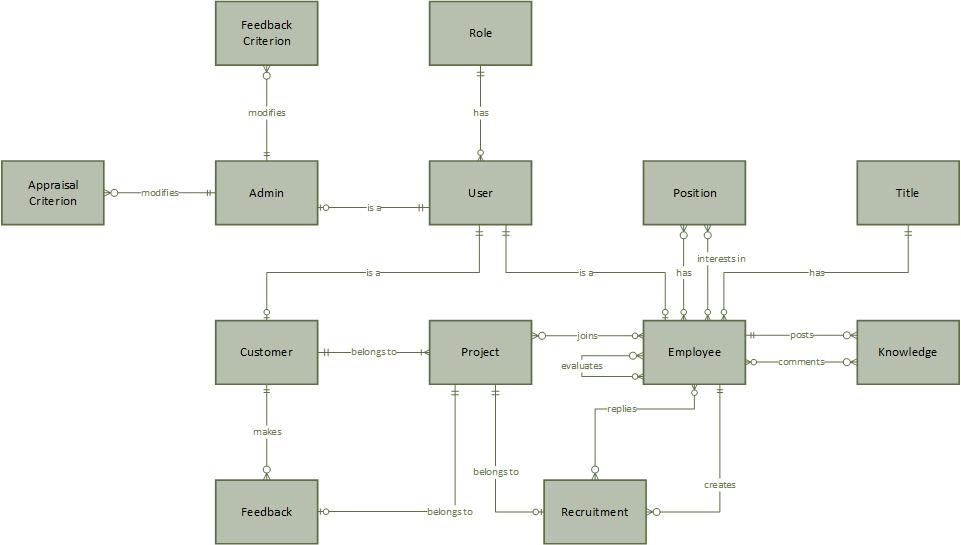 Feedback
Criterion
Role
modifies
has
Appraisal
Criterion
modifies
Admin
is a
User
Position
Title
is a
is a
has
interests in
has
Customer
belongs to
Project
joins
evaluates
Employee
posts
comments
Knowledge
makes
replies
belongs to
creates
Feedback
belongs to
Recruitment